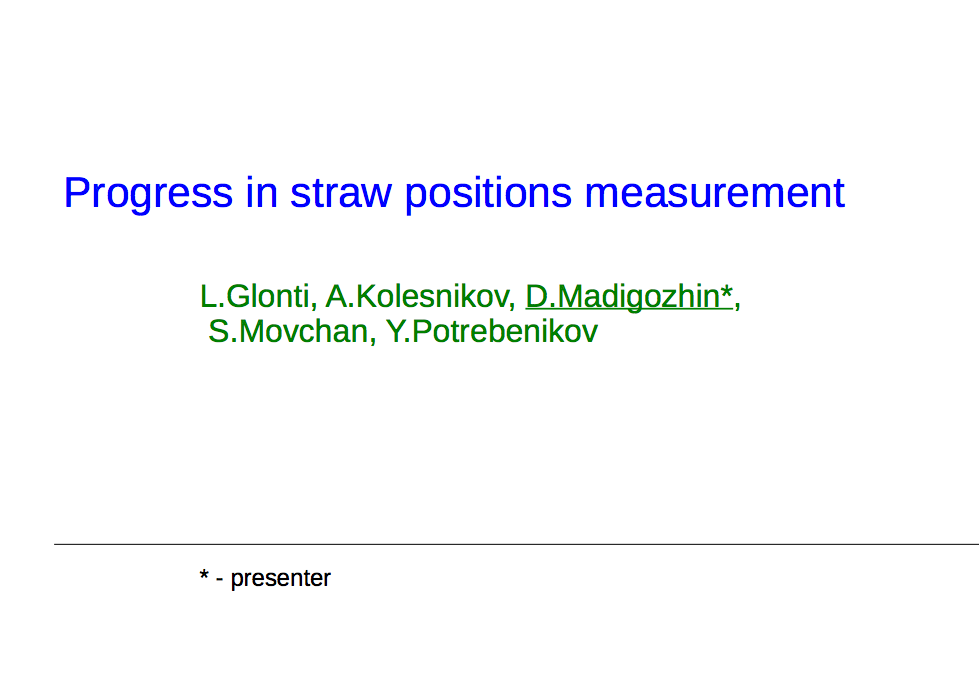 Progress in straw positions measurement
L.Glonti, A.Kolesnikov, D.Madigozhin*,
S.Movchan, Y.Potrebenikov
* - presenter